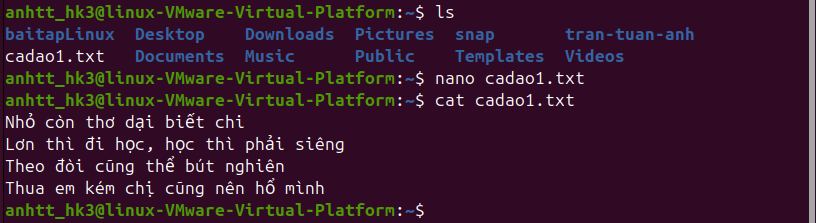 anhtt_hk3@linux-VMware-Virtual-Platform:~$ ls
baitapLinux  Desktop    Downloads  Pictures  snap       tran-tuan-anh
cadao1.txt   Documents  Music      Public    Templates  Videos
anhtt_hk3@linux-VMware-Virtual-Platform:~$ nano cadao1.txt
anhtt_hk3@linux-VMware-Virtual-Platform:~$ cat cadao1.txt
Nhỏ còn thơ dại biết chi
Lớn thì đi học, học thì phải siêng
Theo đòi cũng thể bút nghiên
Thua em kém chị cũng nên hổ mình
anhtt_hk3@linux-VMware-Virtual-Platform:~$